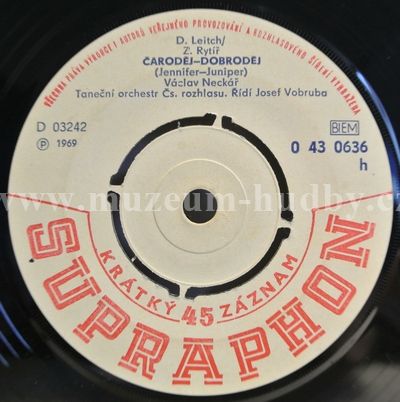 VŠECHNA PRÁVA VÝROBCE I AUTORŮ VEŘEJNÉHO PROVOZOVÁNÍ A ROZHLASOVÉHO ŠÍŘENÍ VYHRAZENA
D. Leitch/
Z. Rytíř
ČARODĚJ—DOBRODĚJ
(Jennifer-Juniper)
Václav Neckář
Taneční orchestr Čs. rozhlasu. Řídí Josef Vobruba
D 03242
Ⓟ 1969
BIEM
0 43 0636
h
www.muzeum-hudby.cz
KRÁTKÝ 45 ZÁZNAM
SUPRAPHON